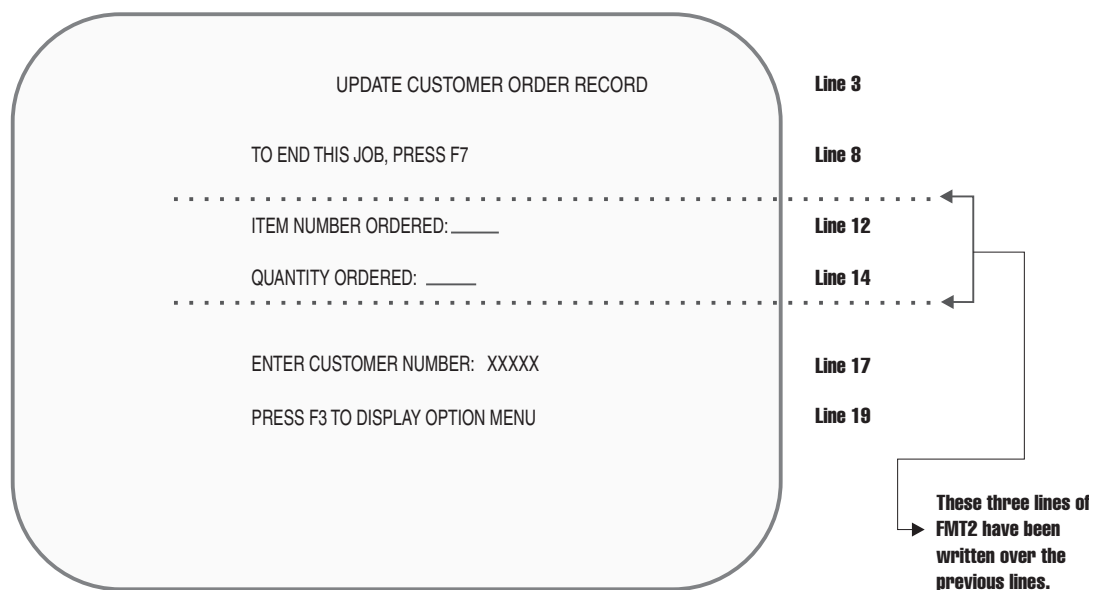 UPDATE CUSTOMER ORDER RECORD Line 3
TO END THIS JOB, PRESS F7 Line 8
ITEM NUMBER ORDERED: _____ Line 12
QUANTITY ORDERED: _____ Line 14
ENTER CUSTOMER NUMBER: XXXXX Line 17
PRESS F3 TO DISPLAY OPTION MENU Line 19
These three lines of
FMT2 have been
written over the
previous lines.